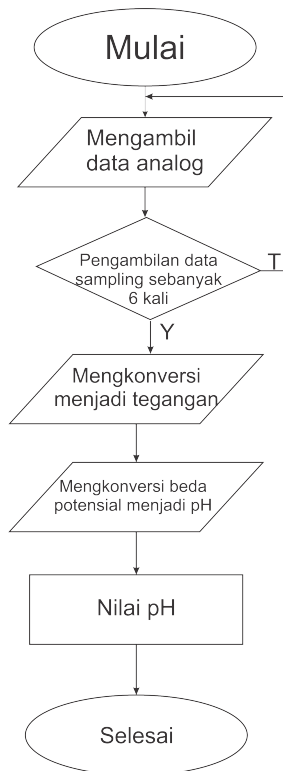 Mulai
Mengambil
data analog
Pengambilan data
sampling sebanyak
6 kali
T
Y
Mengkonversi
menjadi tegangan
Mengkonversi beda
potensial menjadi pH
Nilai pH
Selesai